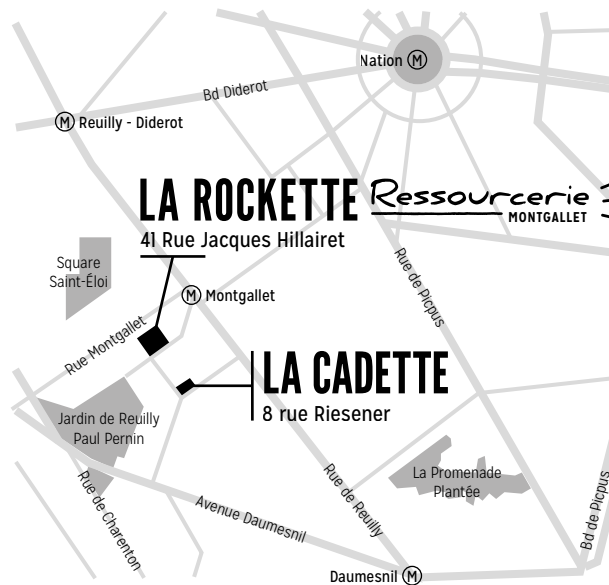 Nation M
Bd Diderot
M Reuilly - Diderot
LA ROCKETTE Ressourcerie
MONTGALLET
41 Rue Jacques Hillairet
Square
Saint-Éloi
M Montgallet
Rue de Picpus
Rue Montgallet
LA CADETTE
8 rue Riesener
Jardin de Reuilly
Paul Pernin
La Promenade
Plantée
Rue de Reuilly
Rue de Charenton
Avenue Daumesnil
Bd de Picpus
Daumesnil M